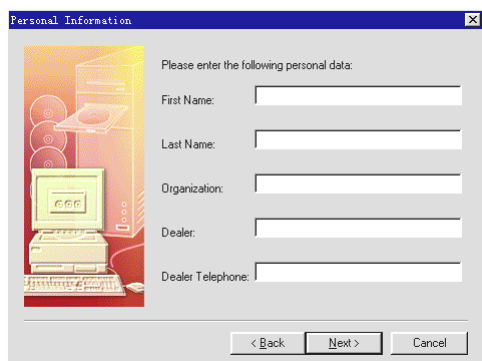 Personal Information
Please enter the following personal data:
First Name:
Last Name:
Organization:
Dealer:
Dealer Telephone:
< Back
Next >
Cancel